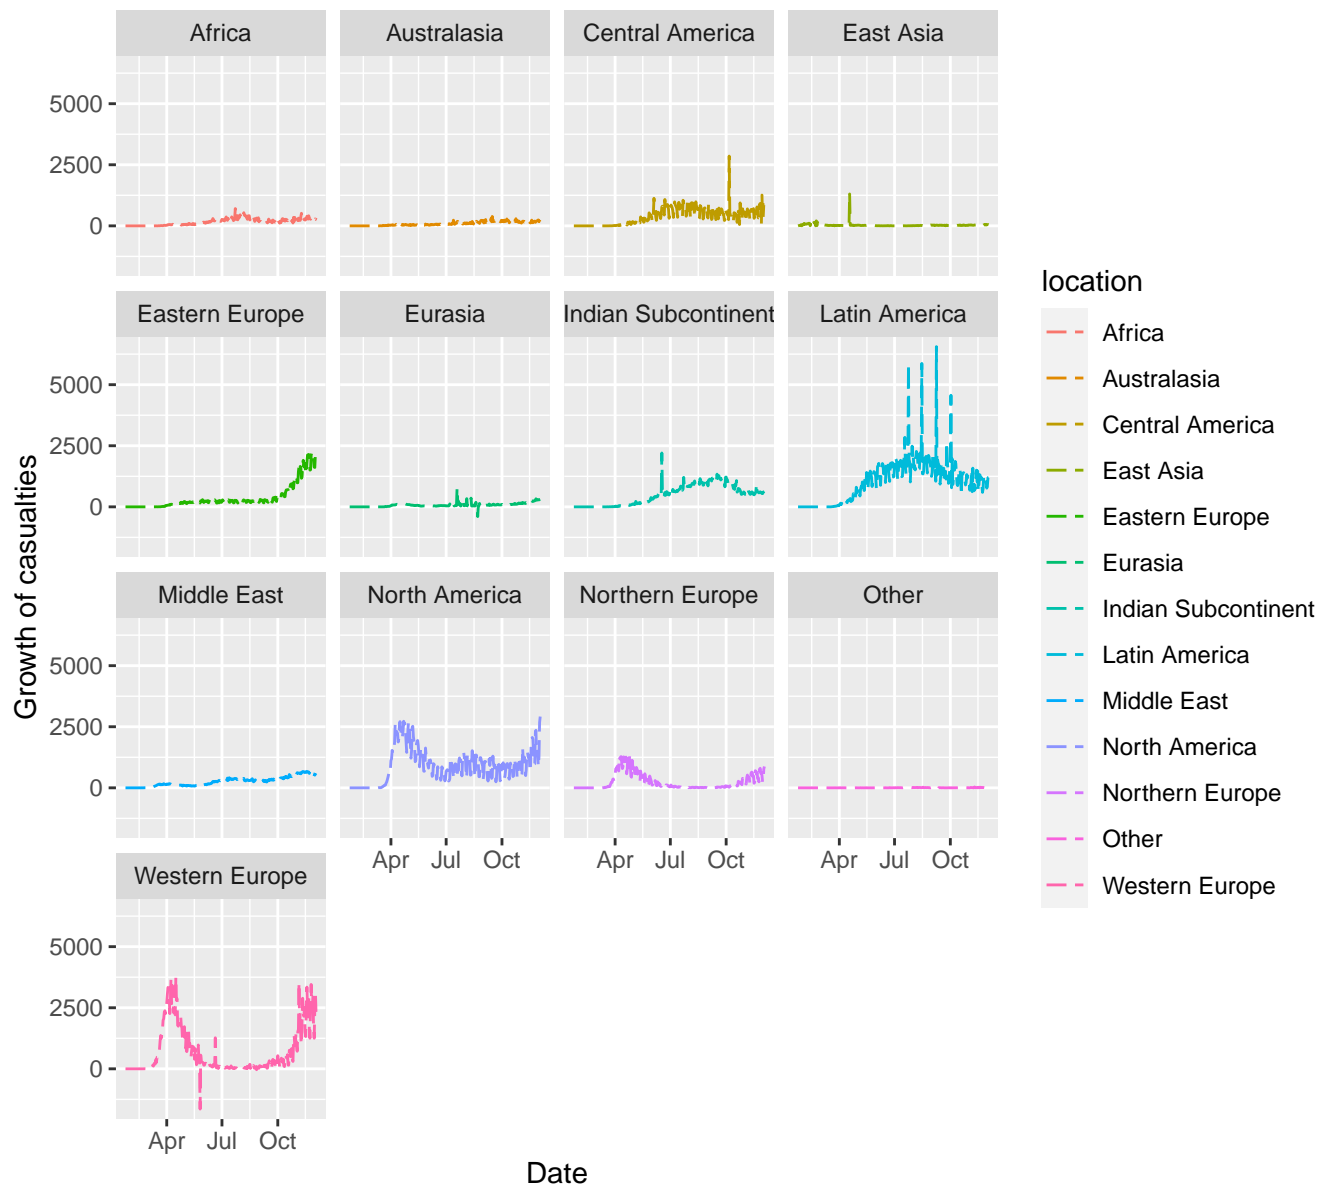 Africa
Australasia
Central America
East Asia
5000
2500
0
Eastern Europe
Eurasia
Indian Subcontinent
Latin America
5000
2500
0
Middle East
North America
Northern Europe
Other
5000
2500
0
Apr Jul Oct
Apr Jul Oct
Apr Jul Oct
Western Europe
5000
2500
0
Apr Jul Oct
Growth of casualties
Date
location
Africa
Australasia
Central America
East Asia
Eastern Europe
Eurasia
Indian Subcontinent
Latin America
Middle East
North America
Northern Europe
Other
Western Europe